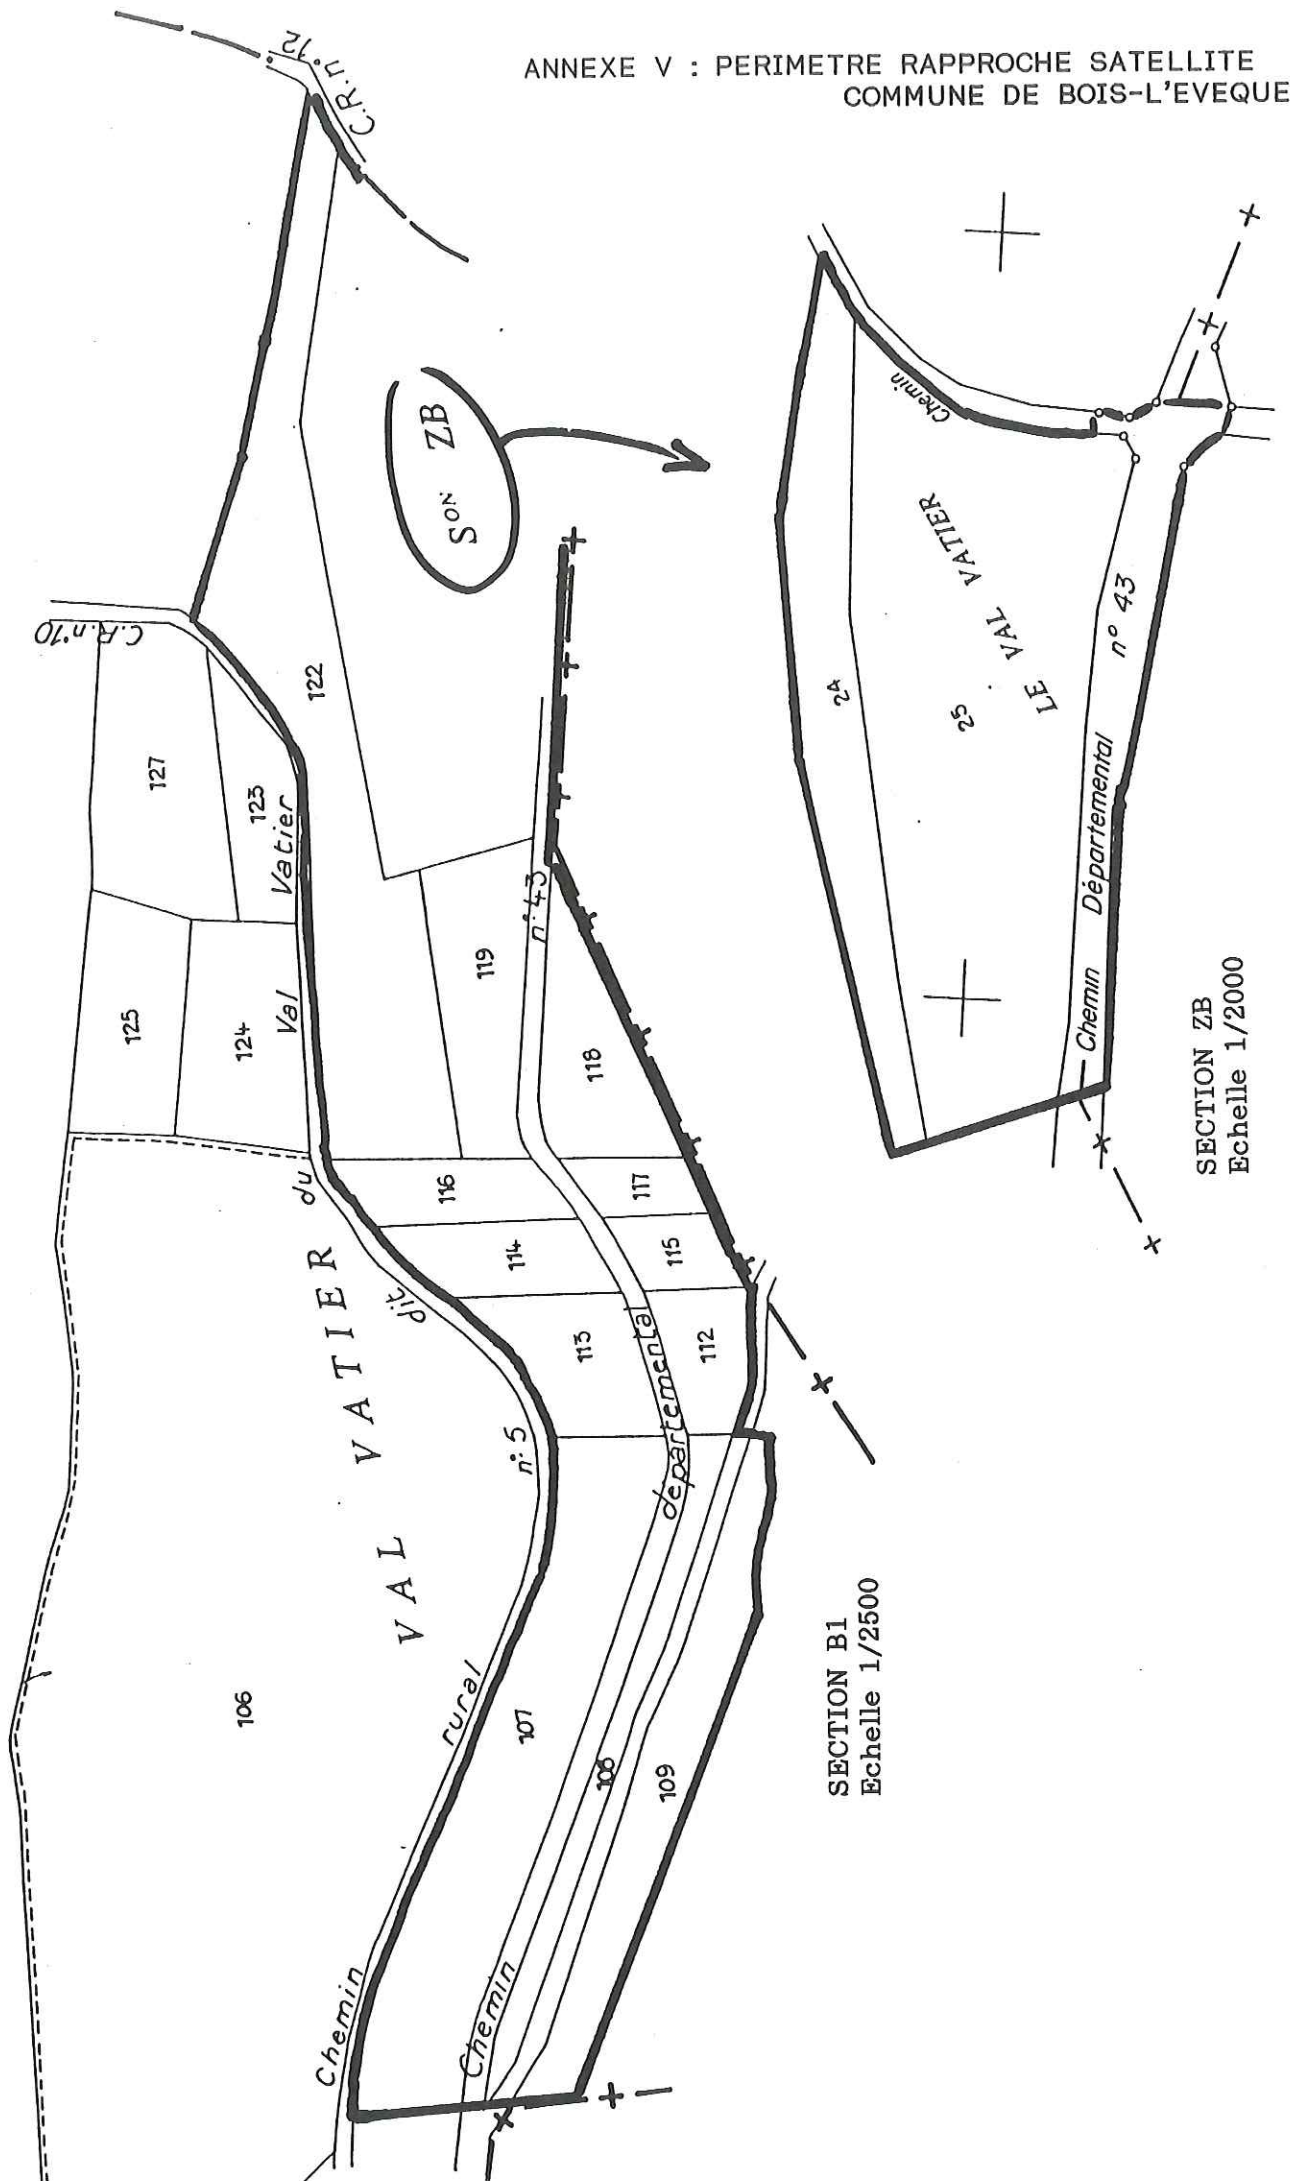 ANNEXE V : PERIMETRE RAPPROCHE SATELLITE
COMMUNE DE BOIS-L'EVEQUE
C.R. n° 12
C.R. n° 12
C.R. n° 10
127
123
125
124
122
Son ZB
119
118
116
117
114
115
113
112
106
107
108
109
VAL VATIER
Chemin rural n° 5 dit du Val Vatier
Chemin départemental n° 43
SECTION B1
Echelle 1/2500
24
25
LE VAL VATIER
Chemin
Chemin Départemental n° 43
SECTION ZB
Echelle 1/2000